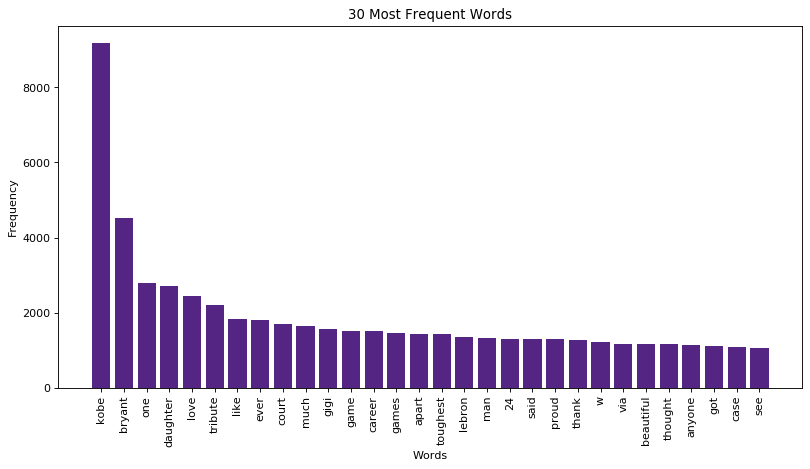 30 Most Frequent Words
Frequency
8000
6000
4000
2000
0
kobe
bryant
one
daughter
love
tribute
like
ever
court
much
gigi
game
career
games
apart
toughest
lebron
man
24
said
proud
thank
w
via
beautiful
thought
anyone
got
case
see
Words